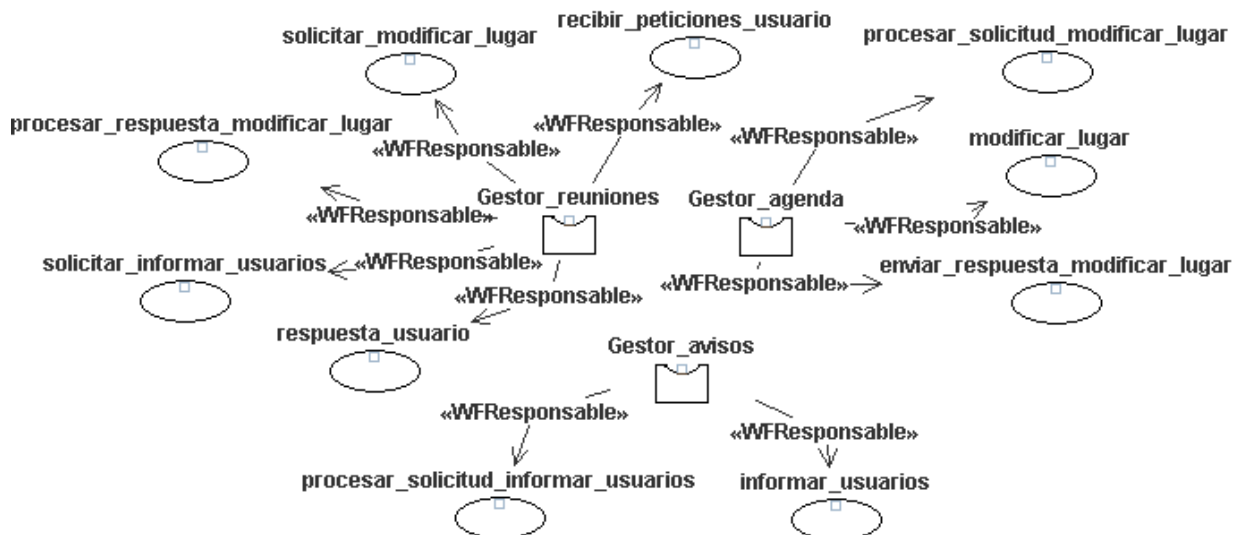 recibir_peticiones_usuario
solicitar_modificar_lugar
procesar_solicitud_modificar_lugar
procesar_respuesta_modificar_lugar
«WFResponsable»
«WFResponsable»
«WFResponsable»
modificar_lugar
Gestor_reuniones
Gestor_agenda
«WFResponsable»
«WFResponsable»
solicitar_informar_usuarios
«WFResponsable»
enviar_respuesta_modificar_lugar
«WFResponsable»
«WFResponsable»
respuesta_usuario
Gestor_avisos
«WFResponsable»
«WFResponsable»
procesar_solicitud_informar_usuarios
informar_usuarios